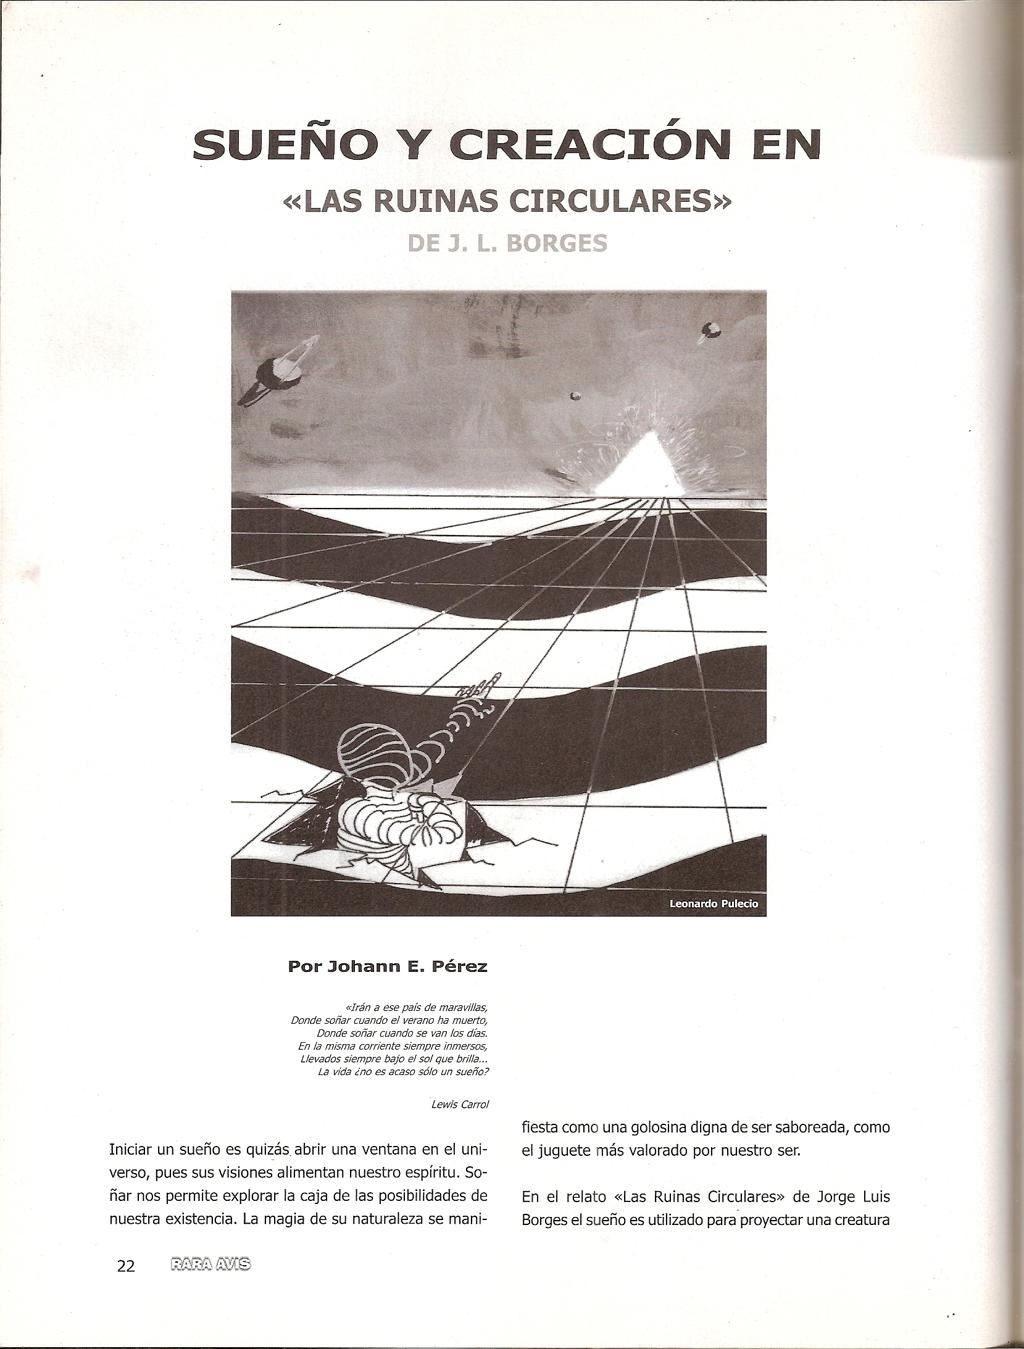 SUEÑO Y CREACIÓN EN
«LAS RUINAS CIRCULARES»
DE J. L. BORGES
Leonardo Pulecio
Por Johann E. Pérez
«Irán a ese país de maravillas,
Donde soñar cuando el verano ha muerto,
Donde soñar cuando se van los días.
En la misma corriente siempre inmersos,
Llevados siempre bajo el sol que brilla...
La vida ¿no es acaso sólo un sueño?
Lewis Carrol
Iniciar un sueño es quizás abrir una ventana en el uni-
verso, pues sus visiones alimentan nuestro espíritu. So-
ñar nos permite explorar la caja de las posibilidades de
nuestra existencia. La magia de su naturaleza se mani-
fiesta como una golosina digna de ser saboreada, como
el juguete más valorado por nuestro ser.
En el relato «Las Ruinas Circulares» de Jorge Luis
Borges el sueño es utilizado para proyectar una creatura
22
RARA AVIS